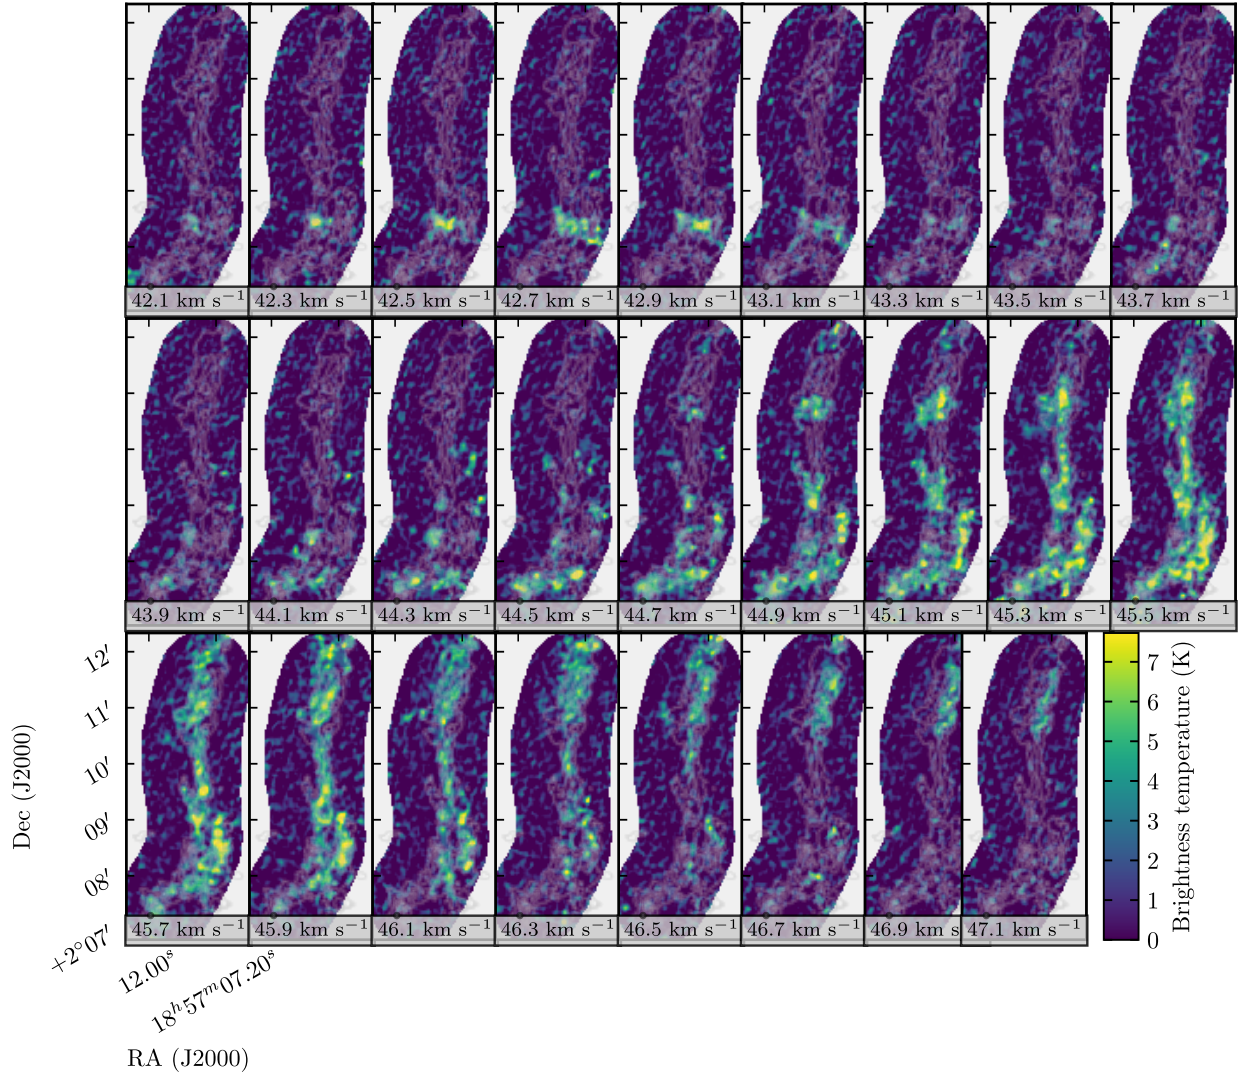 42.1 km s⁻¹ 42.3 km s⁻¹ 42.5 km s⁻¹ 42.7 km s⁻¹ 42.9 km s⁻¹ 43.1 km s⁻¹ 43.3 km s⁻¹ 43.5 km s⁻¹ 43.7 km s⁻¹
43.9 km s⁻¹ 44.1 km s⁻¹ 44.3 km s⁻¹ 44.5 km s⁻¹ 44.7 km s⁻¹ 44.9 km s⁻¹ 45.1 km s⁻¹ 45.3 km s⁻¹ 45.5 km s⁻¹
45.7 km s⁻¹ 45.9 km s⁻¹ 46.1 km s⁻¹ 46.3 km s⁻¹ 46.5 km s⁻¹ 46.7 km s⁻¹ 46.9 km s 47.1 km s⁻¹
12′
11′
10′
09′
08′
+2°07′
Dec (J2000)
12.00ˢ
18ʰ57ᵐ07.20ˢ
RA (J2000)
7
6
5
4
3
2
1
0
Brightness temperature (K)